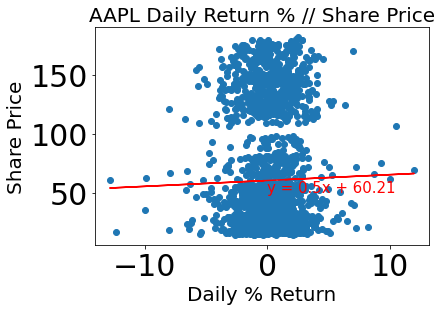 AAPL Daily Return % // Share Price
Share Price
150
100
50
y = 0.5x + 60.21
−10
0
10
Daily % Return